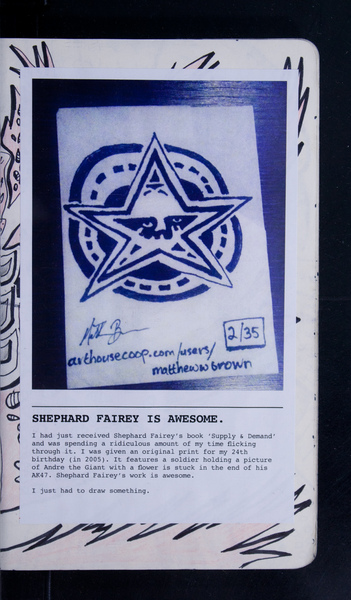 Matt B
2/35
arthousecoop.com/users/
matthewwbrown
SHEPHARD FAIREY IS AWESOME.
I had just received Shephard Fairey's book 'Supply & Demand'
and was spending a ridiculous amount of my time flicking
through it. I was given an original print for my 24th
birthday (in 2005). It features a soldier holding a picture
of Andre the Giant with a flower is stuck in the end of his
AK47. Shephard Fairey's work is awesome.
I just had to draw something.